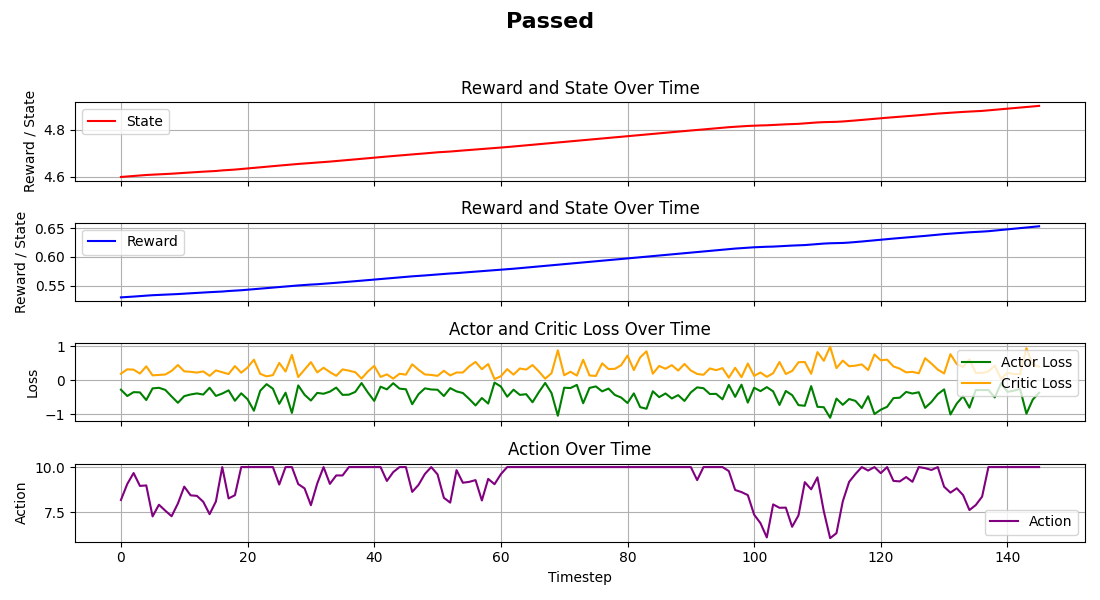 Passed
Reward and State Over Time
Reward / State
4.8
4.6
State
Reward and State Over Time
Reward / State
0.65
0.60
0.55
Reward
Actor and Critic Loss Over Time
Loss
1
0
−1
Actor Loss
Critic Loss
Action Over Time
Action
10.0
7.5
Action
0 20 40 60 80 100 120 140
Timestep